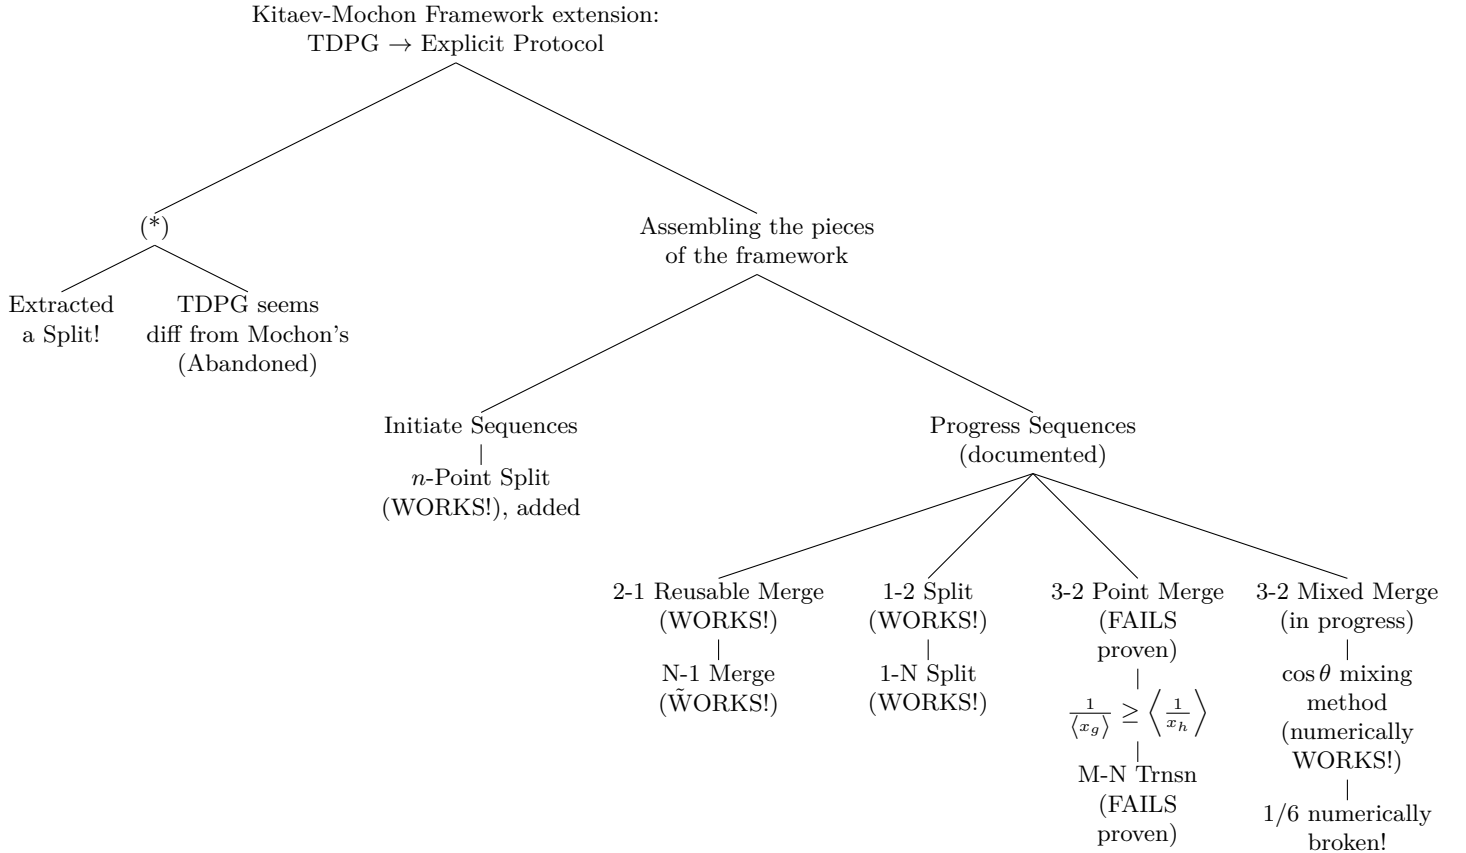 Kitaev-Mochon Framework extension:
TDPG → Explicit Protocol
(*)
Extracted
a Split!
TDPG seems
diff from Mochon's
(Abandoned)
Assembling the pieces
of the framework
Initiate Sequences
n-Point Split
(WORKS!), added
Progress Sequences
(documented)
2-1 Reusable Merge
(WORKS!)
N-1 Merge
(W̃ORKS!)
1-2 Split
(WORKS!)
1-N Split
(WORKS!)
3-2 Point Merge
(FAILS
proven)
1/⟨x_g⟩ ≥ ⟨1/x_h⟩
M-N Trnsn
(FAILS
proven)
3-2 Mixed Merge
(in progress)
cos θ mixing
method
(numerically
WORKS!)
1/6 numerically
broken!